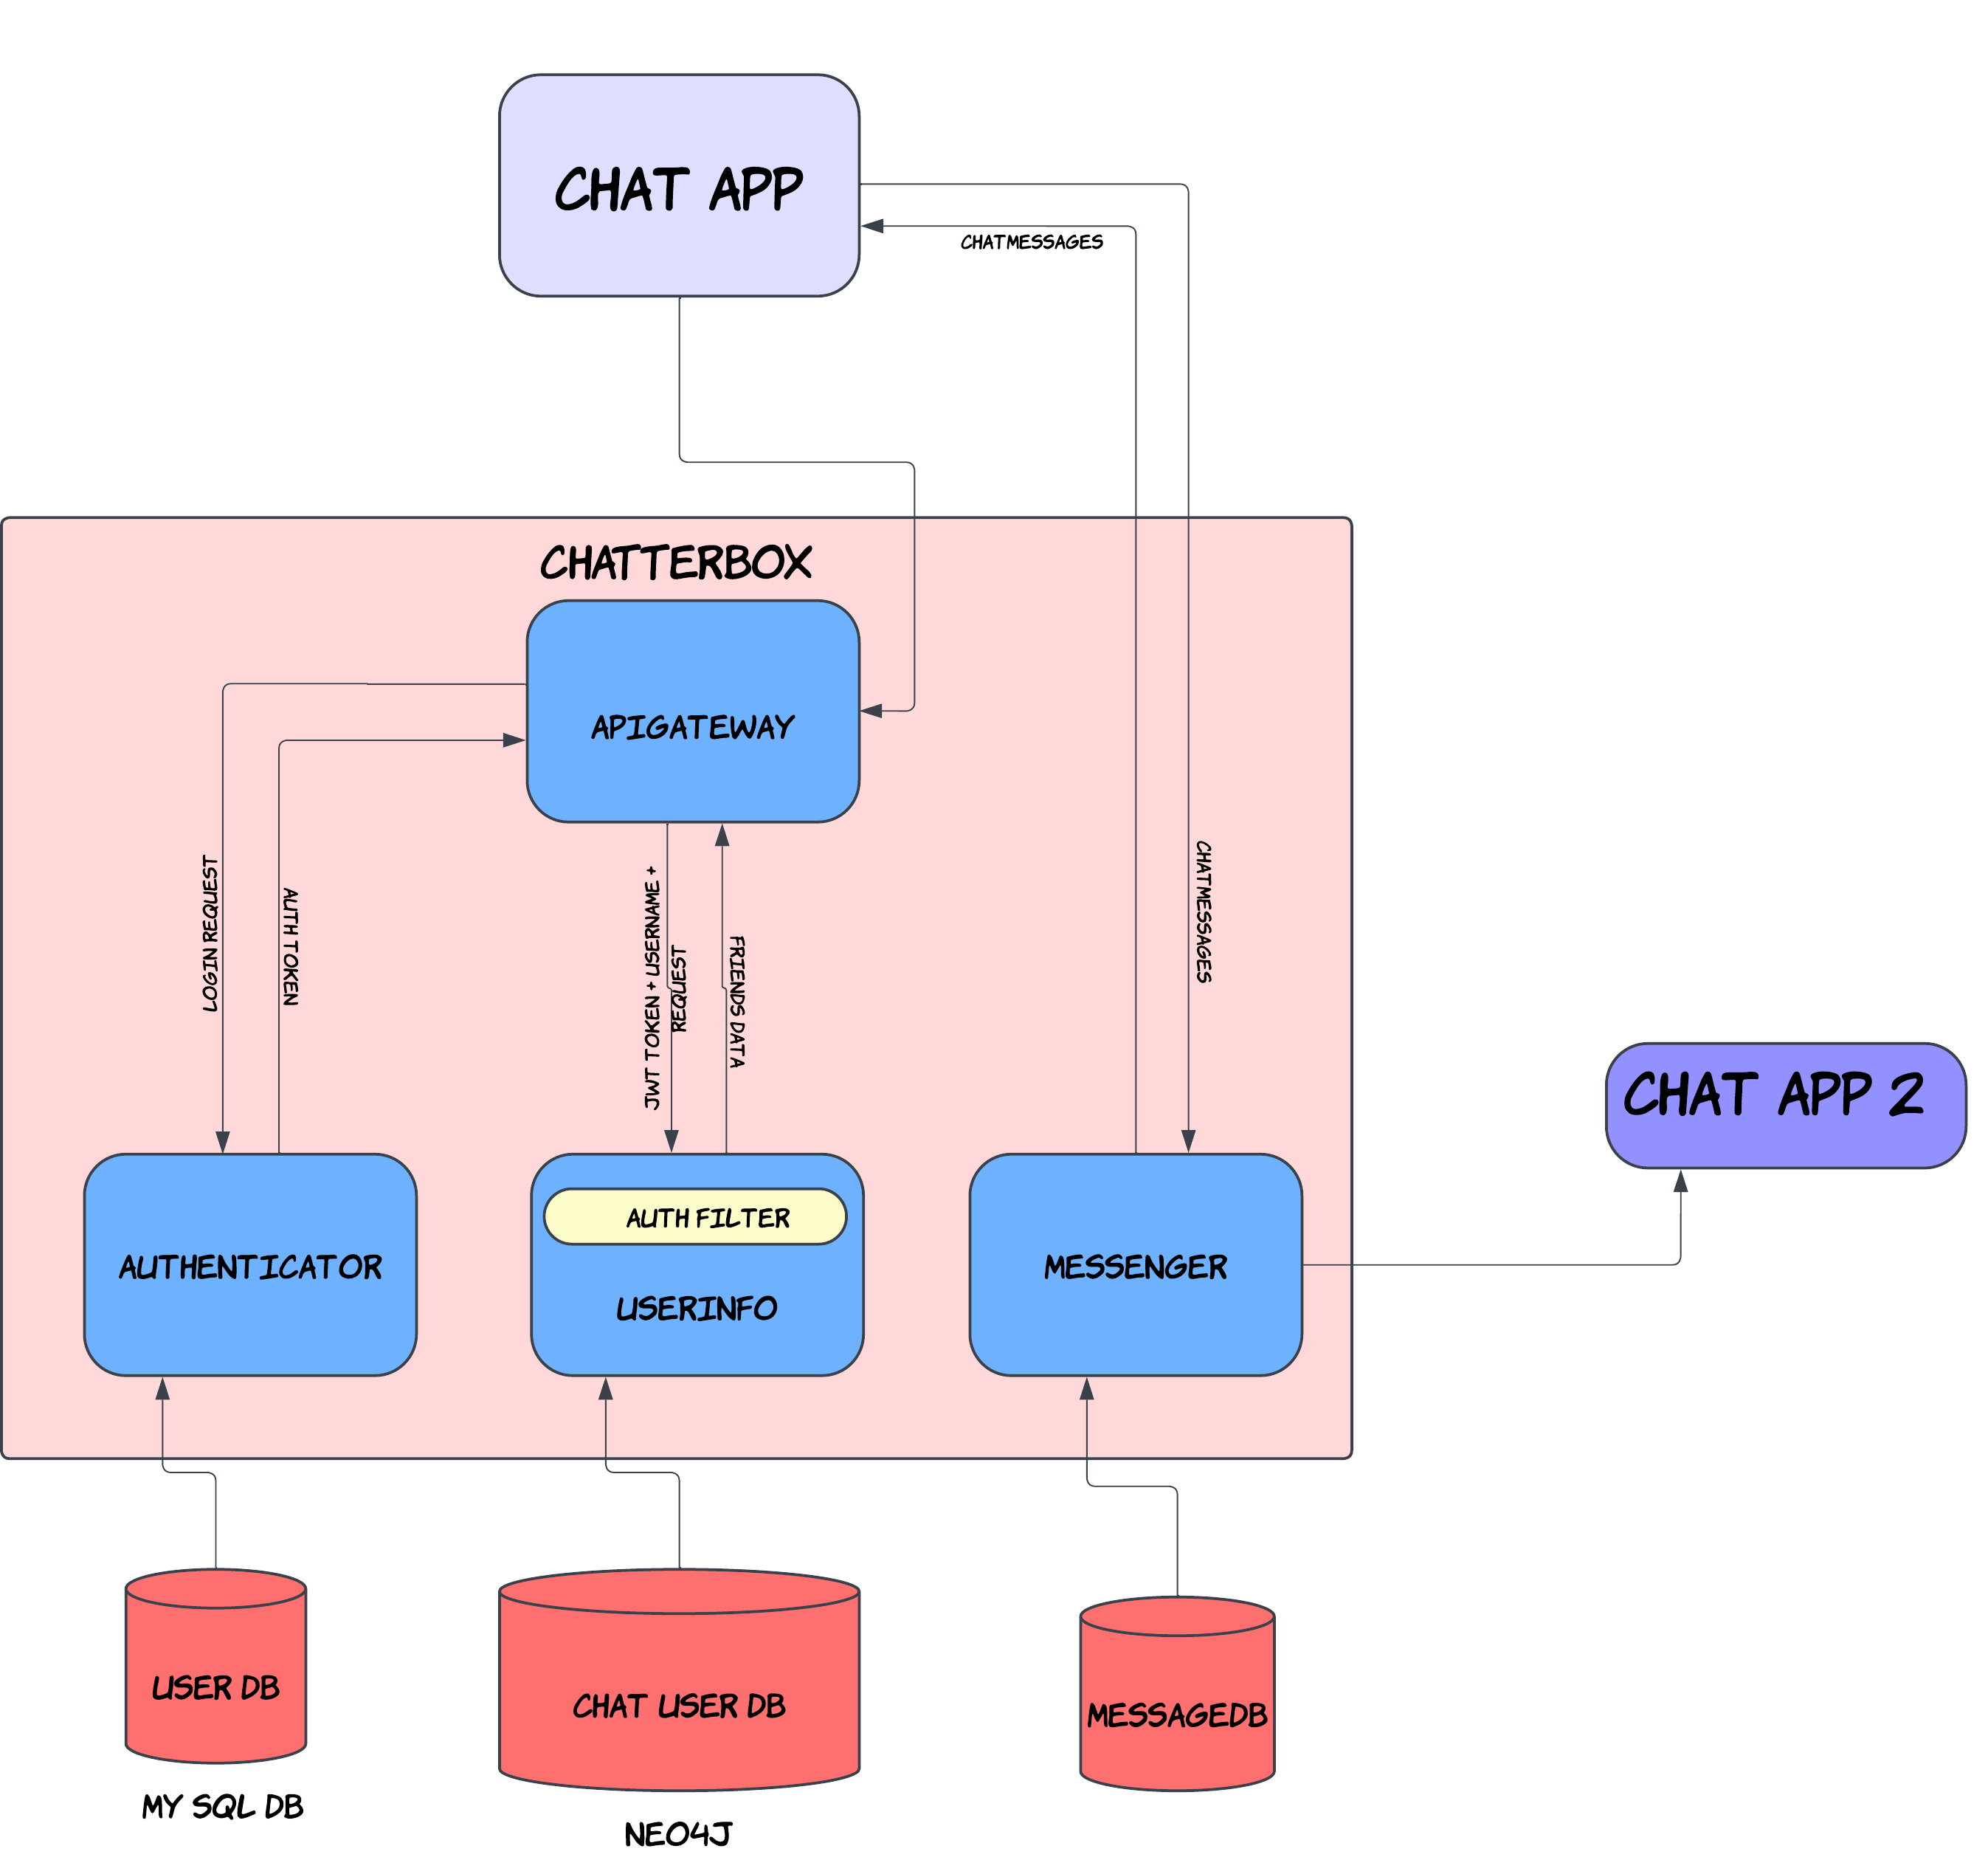 CHAT APP
CHATMESSAGES
CHATTERBOX
APIGATEWAY
LOGIN REQUEST
AUTH TOKEN
JWT TOKEN + USERNAME +
REQUEST
FRIENDS DATA
CHATMESSAGES
CHAT APP 2
AUTHENTICATOR
AUTH FILTER
USERINFO
MESSENGER
USER DB
CHAT USER DB
MESSAGEDB
MY SQL DB
NEO4J